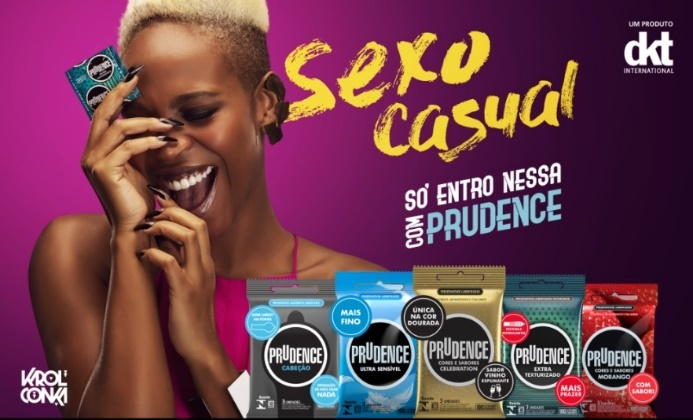 UM PRODUTO
dkt
INTERNATIONAL
PRUDENCE
sexo
casual
SÓ ENTRO NESSA
COM PRUDENCE
KAROL
CONKA
PRUDENCE
CABEÇÃO
NADA
MAIS
FINO
PRUDENCE
ULTRA SENSÍVEL
ÚNICA
NA COR
DOURADA
PRUDENCE
CORES E SABORES
CELEBRATION
SABOR
VINHO
ESPUMANTE
PRUDENCE
EXTRA
TEXTURIZADO
MAIS
PRAZER
PRUDENCE
CORES E SABORES
MORANGO
COM
SABOR!